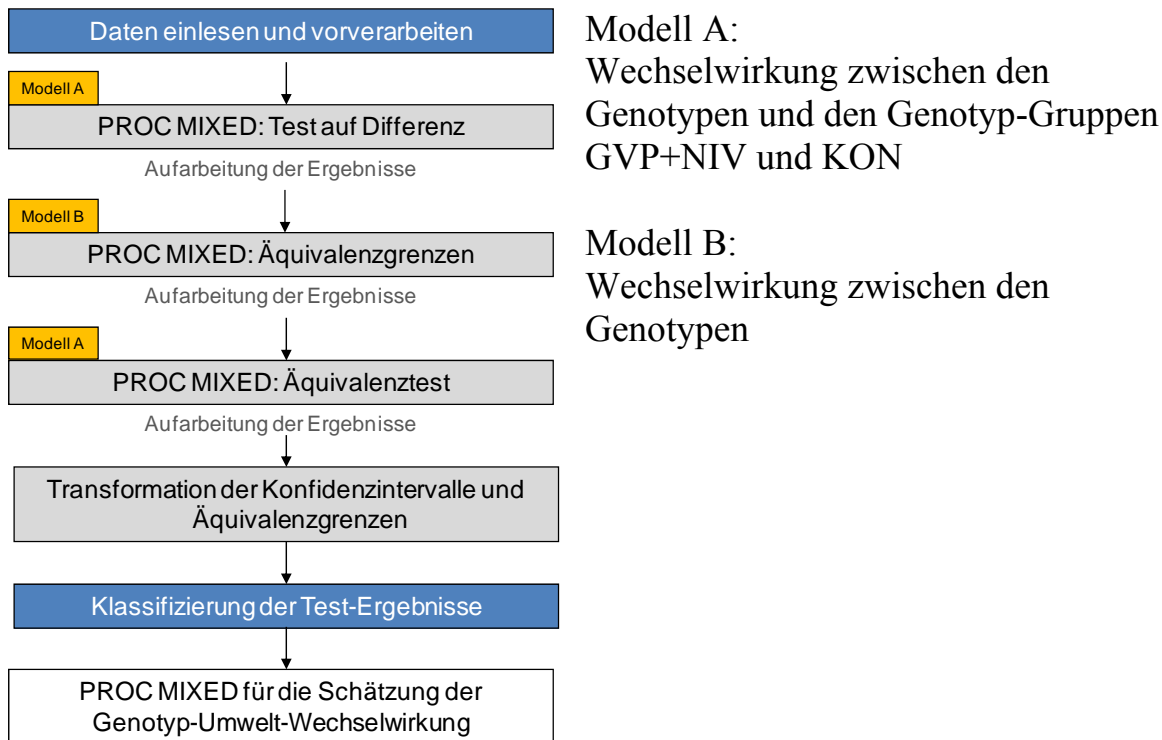 Daten einlesen und vorverarbeiten
Modell A
PROC MIXED: Test auf Differenz
Aufarbeitung der Ergebnisse
Modell B
PROC MIXED: Äquivalenzgrenzen
Aufarbeitung der Ergebnisse
Modell A
PROC MIXED: Äquivalenztest
Aufarbeitung der Ergebnisse
Transformation der Konfidenzintervalle und
Äquivalenzgrenzen
Klassifizierung der Test-Ergebnisse
PROC MIXED für die Schätzung der
Genotyp-Umwelt-Wechselwirkung
Modell A:
Wechselwirkung zwischen den
Genotypen und den Genotyp-Gruppen
GVP+NIV und KON
Modell B:
Wechselwirkung zwischen den
Genotypen